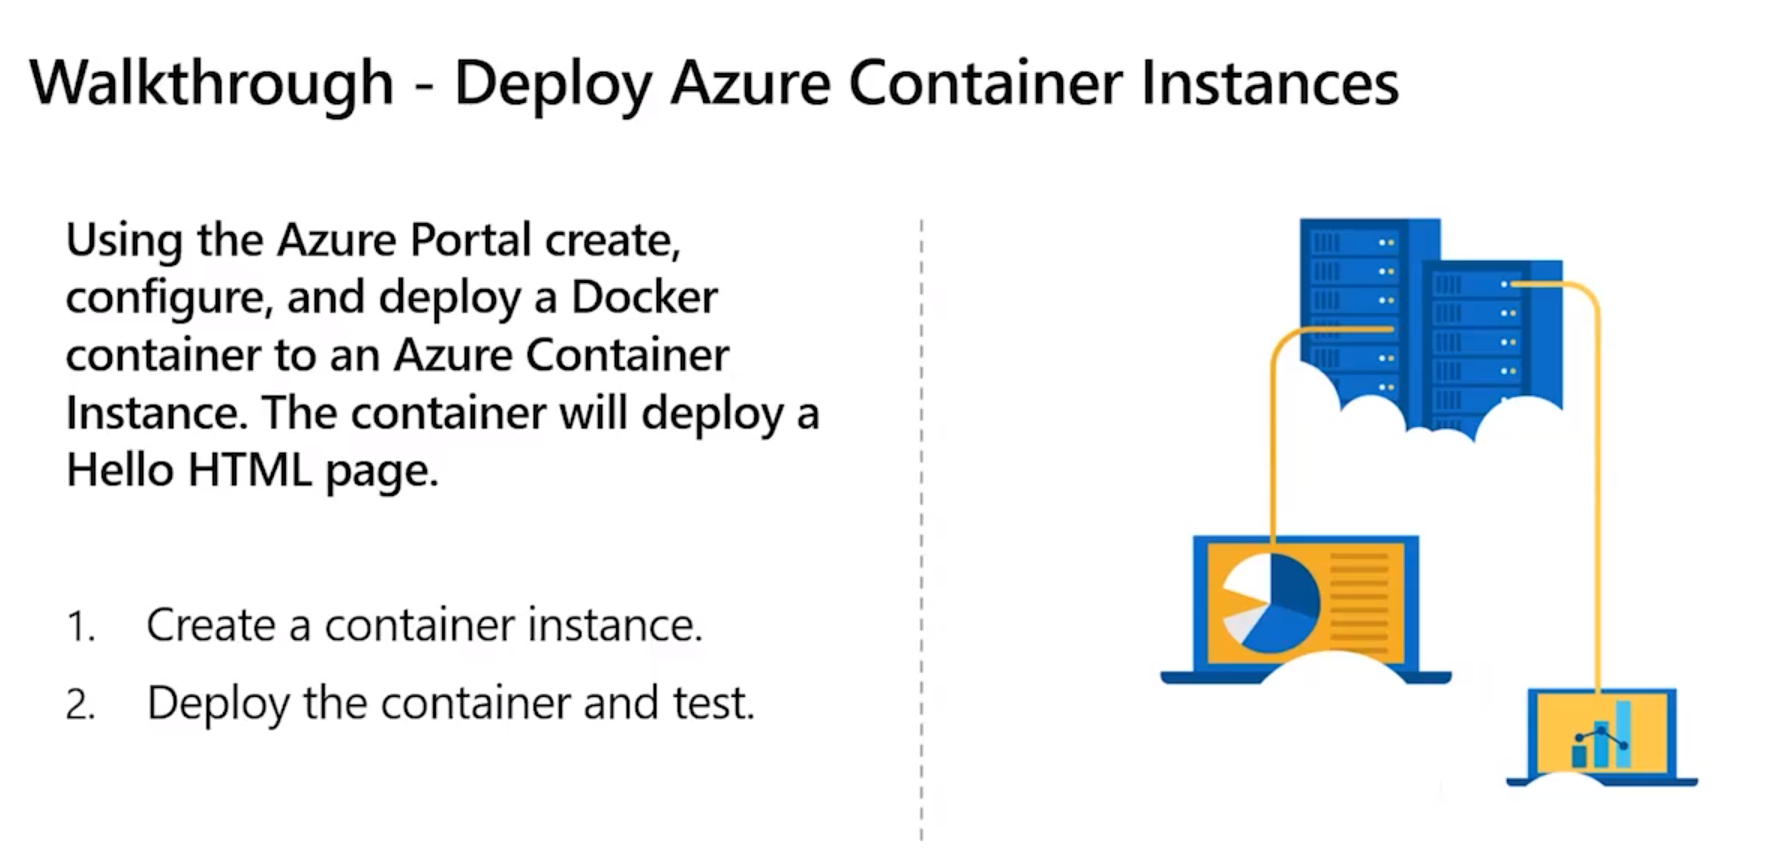 Walkthrough - Deploy Azure Container Instances
Using the Azure Portal create,
configure, and deploy a Docker
container to an Azure Container
Instance. The container will deploy a
Hello HTML page.
1. Create a container instance.
2. Deploy the container and test.